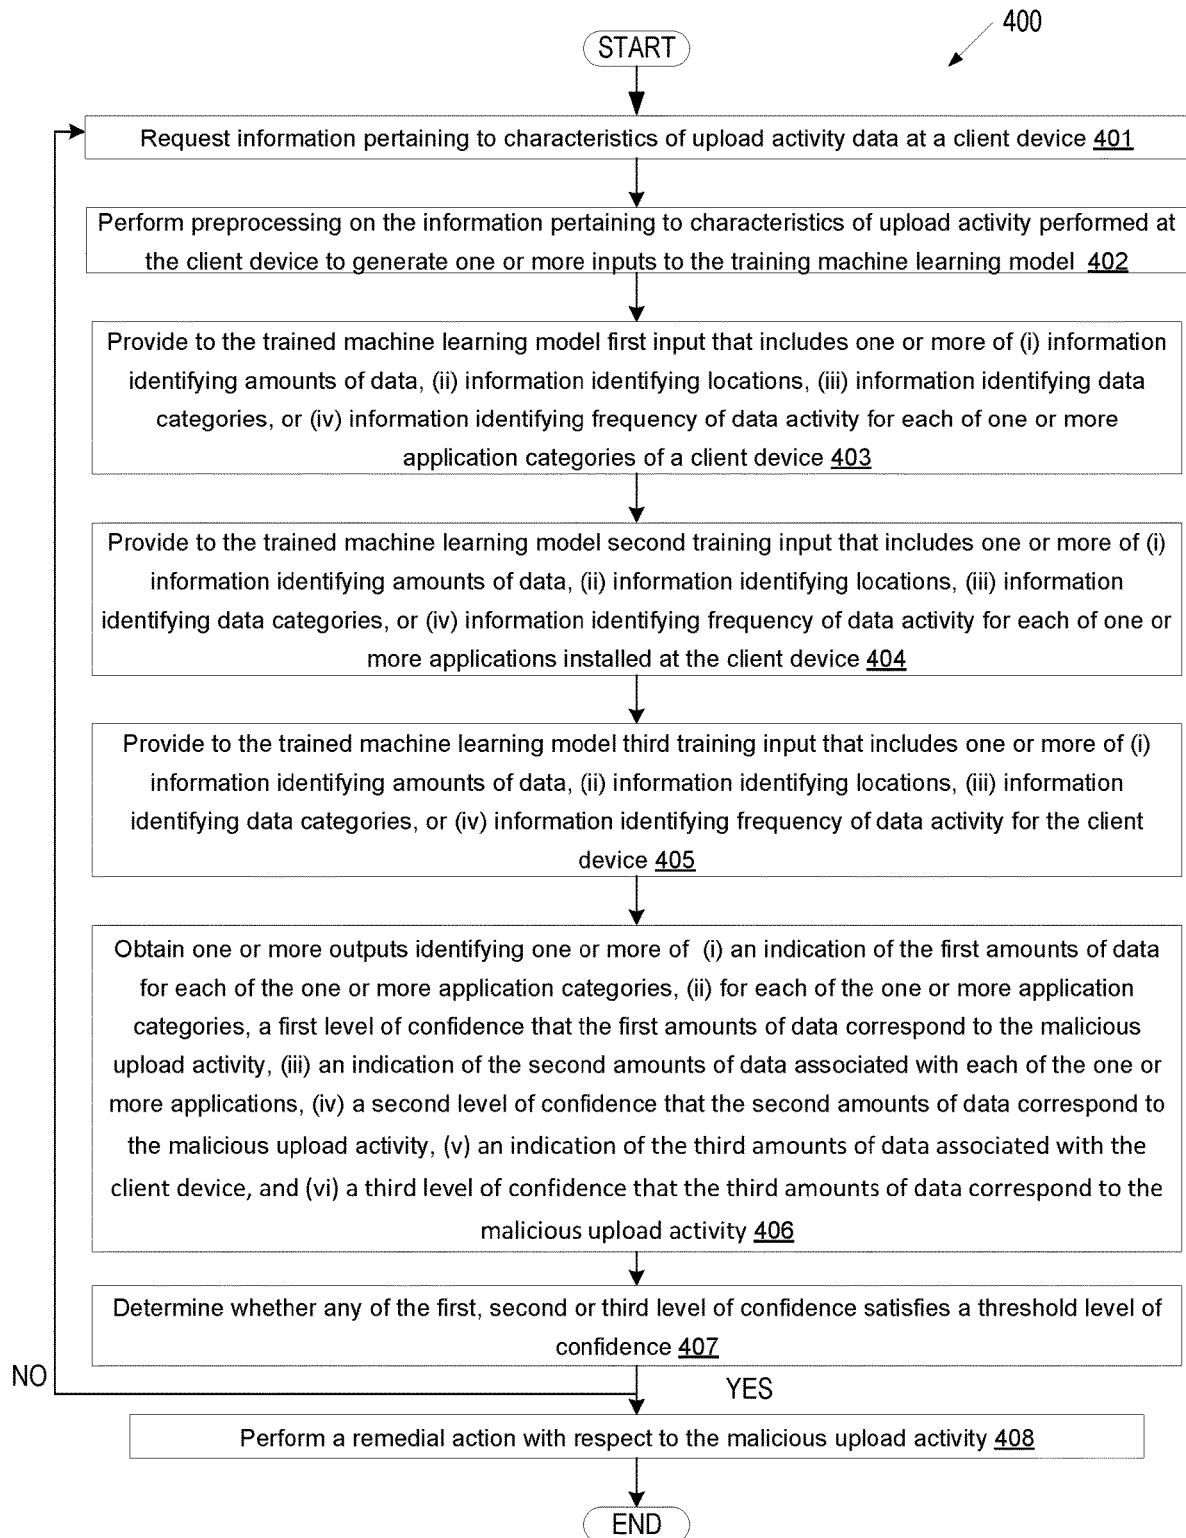 400
START
Request information pertaining to characteristics of upload activity data at a client device 401
Perform preprocessing on the information pertaining to characteristics of upload activity performed at
the client device to generate one or more inputs to the training machine learning model 402
Provide to the trained machine learning model first input that includes one or more of (i) information
identifying amounts of data, (ii) information identifying locations, (iii) information identifying data
categories, or (iv) information identifying frequency of data activity for each of one or more
application categories of a client device 403
Provide to the trained machine learning model second training input that includes one or more of (i)
information identifying amounts of data, (ii) information identifying locations, (iii) information
identifying data categories, or (iv) information identifying frequency of data activity for each of one or
more applications installed at the client device 404
Provide to the trained machine learning model third training input that includes one or more of (i)
information identifying amounts of data, (ii) information identifying locations, (iii) information
identifying data categories, or (iv) information identifying frequency of data activity for the client
device 405
Obtain one or more outputs identifying one or more of (i) an indication of the first amounts of data
for each of the one or more application categories, (ii) for each of the one or more application
categories, a first level of confidence that the first amounts of data correspond to the malicious
upload activity, (iii) an indication of the second amounts of data associated with each of the one or
more applications, (iv) a second level of confidence that the second amounts of data correspond to
the malicious upload activity, (v) an indication of the third amounts of data associated with the
client device, and (vi) a third level of confidence that the third amounts of data correspond to the
malicious upload activity 406
Determine whether any of the first, second or third level of confidence satisfies a threshold level of
confidence 407
NO
YES
Perform a remedial action with respect to the malicious upload activity 408
END